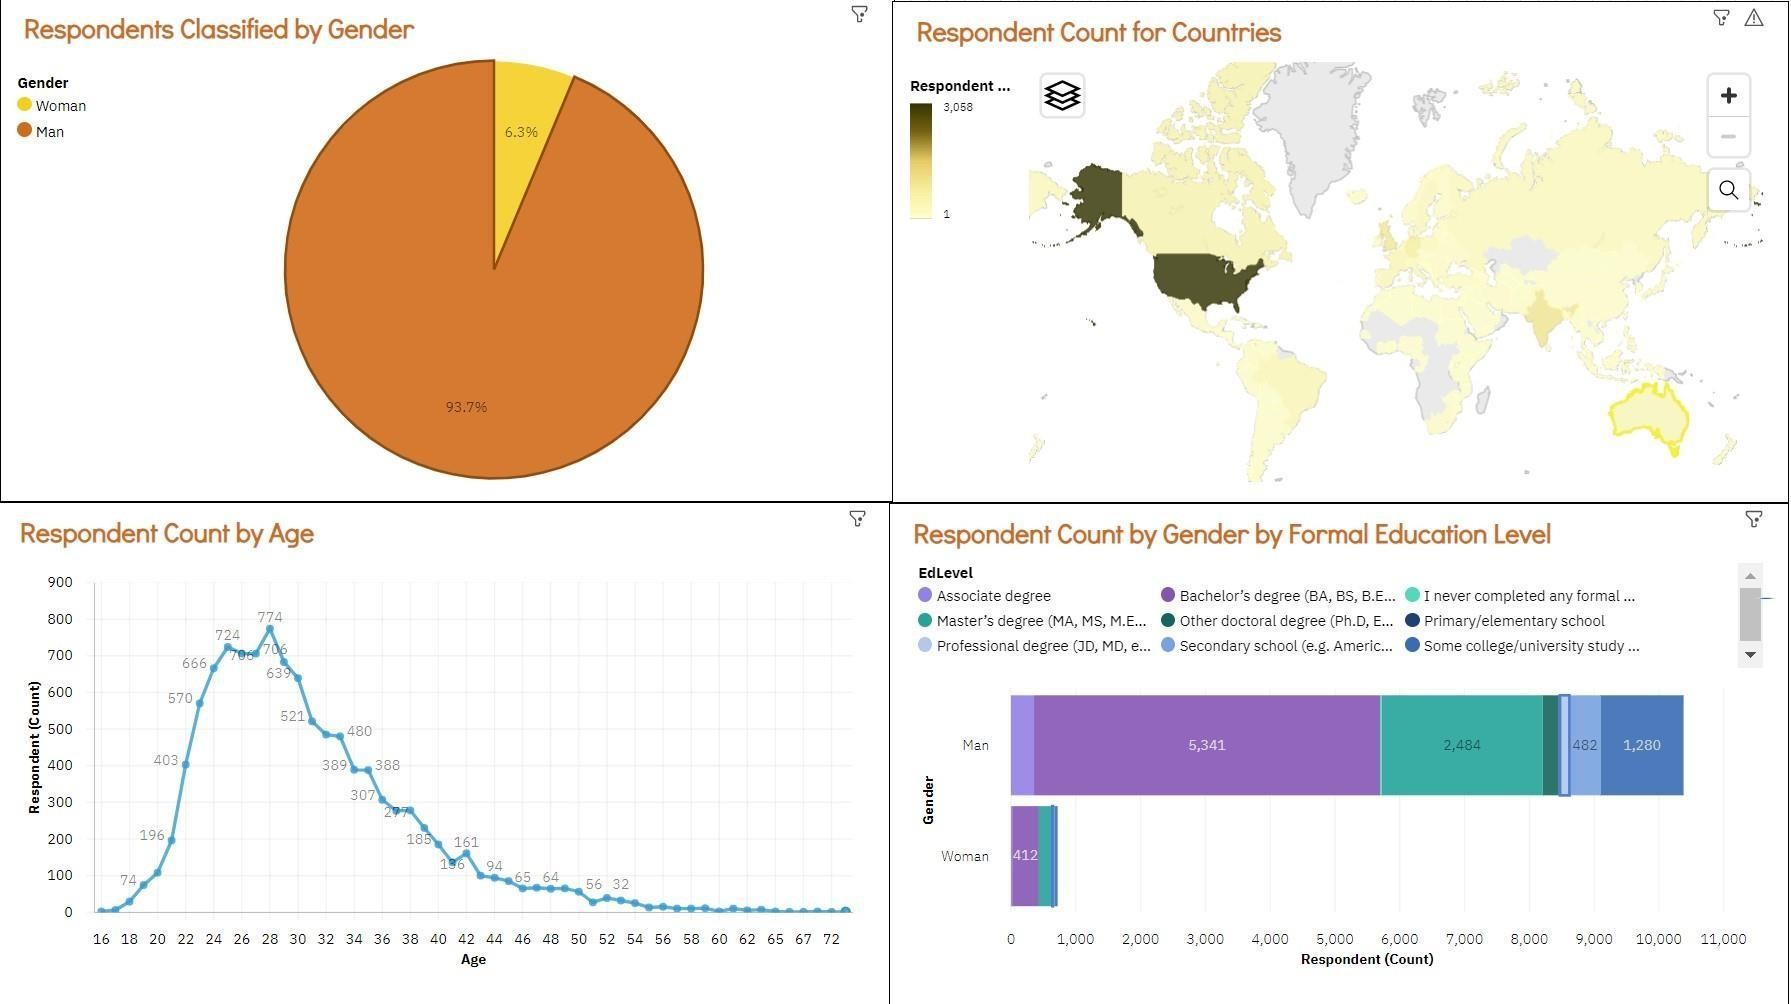 Respondents Classified by Gender
Gender
Woman
Man
6.3%
93.7%
Respondent Count for Countries
Respondent ...
3,058
1
+
−
Respondent Count by Age
Respondent (Count)
900
800
700
600
500
400
300
200
100
0
74
196
403
570
666
724
706
706
774
639
521
480
389
388
307
277
185
136
161
94
65
64
56
32
16 18 20 22 24 26 28 30 32 34 36 38 40 42 44 46 48 50 52 54 56 58 60 62 65 67 72
Age
Respondent Count by Gender by Formal Education Level
EdLevel
Associate degree
Bachelor’s degree (BA, BS, B.E...
I never completed any formal ...
Master’s degree (MA, MS, M.E...
Other doctoral degree (Ph.D, E...
Primary/elementary school
Professional degree (JD, MD, e...
Secondary school (e.g. Americ...
Some college/university study ...
Gender
Man
5,341
2,484
482
1,280
Woman
412
0 1,000 2,000 3,000 4,000 5,000 6,000 7,000 8,000 9,000 10,000 11,000
Respondent (Count)